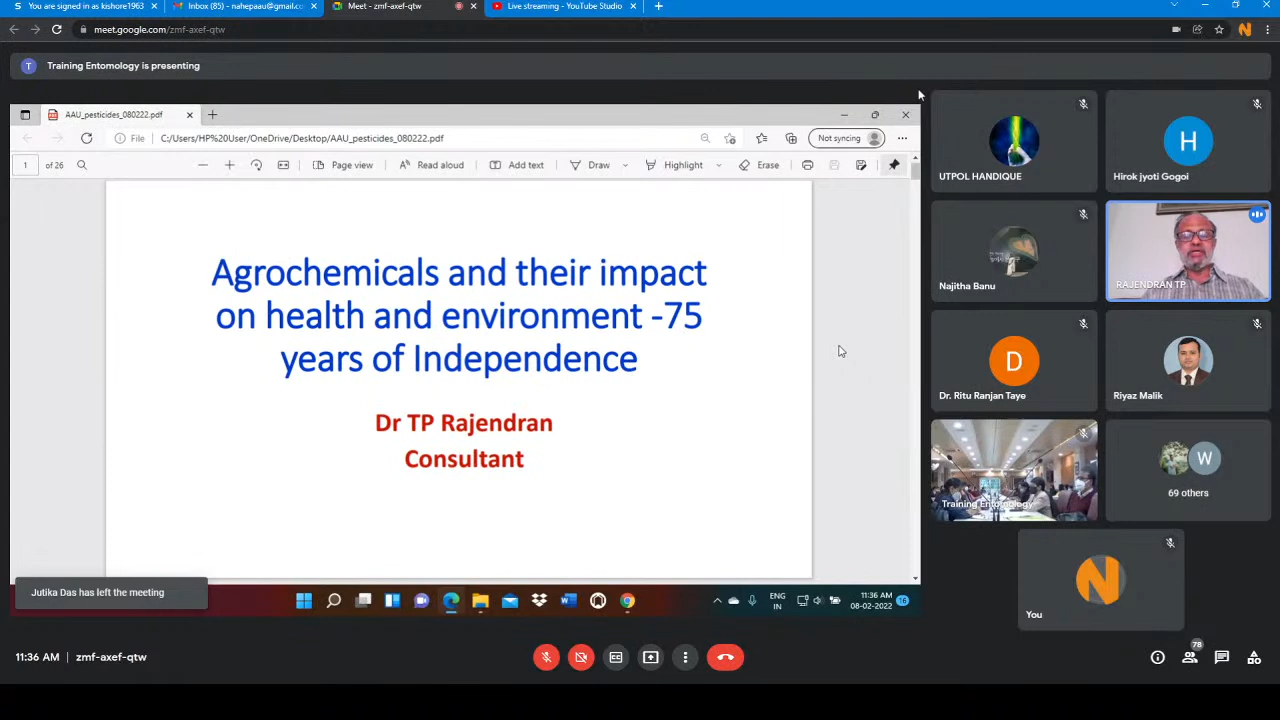 You are signed in as kishore1963
Inbox (85) - nahepaau@gmail.co
Meet - zmf-axef-qtw
Live streaming - YouTube Studio
meet.google.com/zmf-axef-qtw
T
Training Entomology is presenting
AAU_pesticides_080222.pdf
File
C:/Users/HP%20User/OneDrive/Desktop/AAU_pesticides_080222.pdf
Not syncing
1 of 26
Page view
Read aloud
Add text
Draw
Highlight
Erase
Agrochemicals and their impact
on health and environment -75
years of Independence
Dr TP Rajendran
Consultant
Jutika Das has left the meeting
ENG
IN
11:36 AM
08-02-2022
16
UTPOL HANDIQUE
H
Hirok jyoti Gogoi
Najitha Banu
RAJENDRAN TP
D
Dr. Ritu Ranjan Taye
Riyaz Malik
Training Entomology
W
69 others
N
You
11:36 AM | zmf-axef-qtw
78